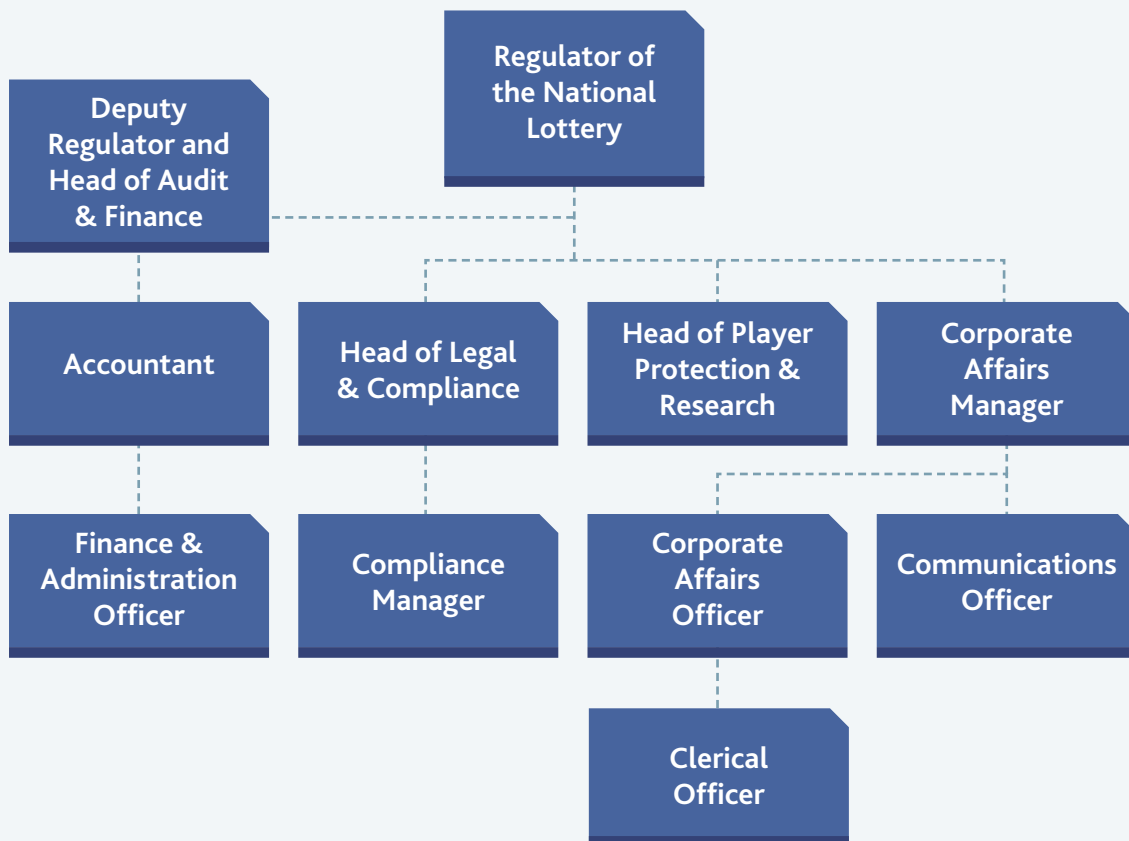 Regulator of
the National
Lottery
Deputy
Regulator and
Head of Audit
& Finance
Accountant
Head of Legal
& Compliance
Head of Player
Protection &
Research
Corporate
Affairs
Manager
Finance &
Administration
Officer
Compliance
Manager
Corporate
Affairs
Officer
Communications
Officer
Clerical
Officer